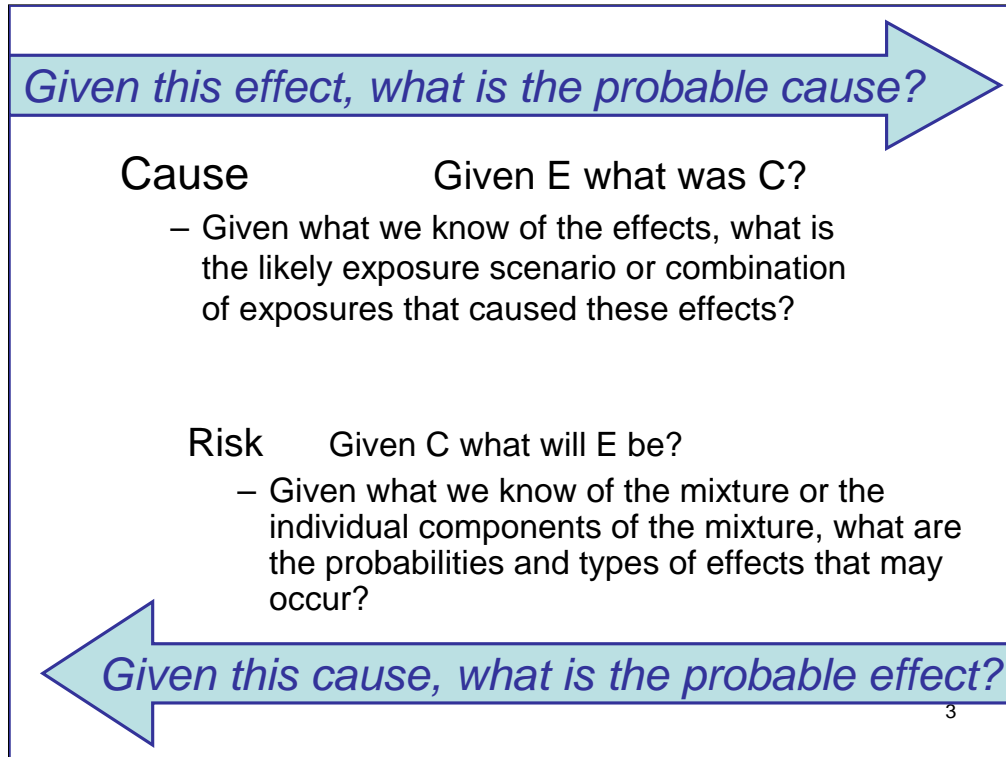 Given this effect, what is the probable cause?
Cause Given E what was C?
– Given what we know of the effects, what is
the likely exposure scenario or combination
of exposures that caused these effects?
Risk Given C what will E be?
– Given what we know of the mixture or the
individual components of the mixture, what are
the probabilities and types of effects that may
occur?
Given this cause, what is the probable effect?
3